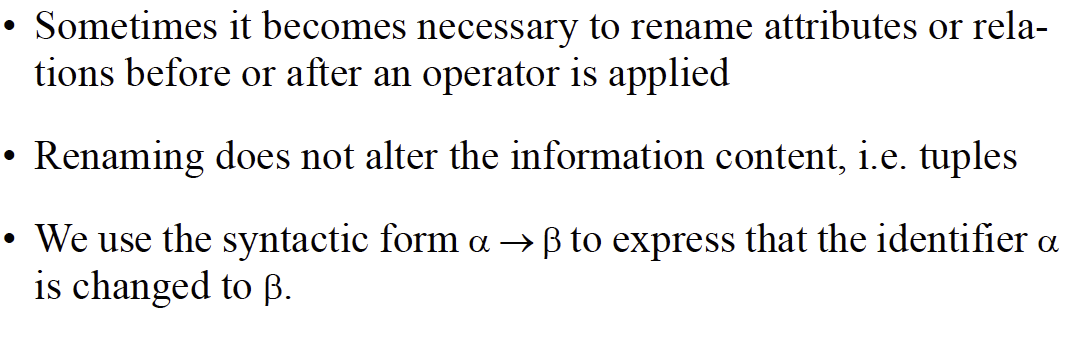 • Sometimes it becomes necessary to rename attributes or rela-
tions before or after an operator is applied
• Renaming does not alter the information content, i.e. tuples
• We use the syntactic form α → β to express that the identifier α
is changed to β.